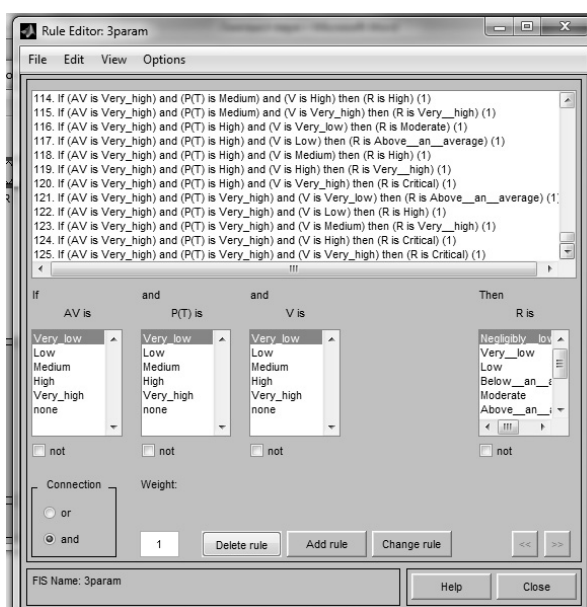 Rule Editor: 3param
File Edit View Options
114. If (AV is Very_high) and (P(T) is Medium) and (V is High) then (R is High) (1)
115. If (AV is Very_high) and (P(T) is Medium) and (V is Very_high) then (R is Very__high) (1)
116. If (AV is Very_high) and (P(T) is High) and (V is Very_low) then (R is Moderate) (1)
117. If (AV is Very_high) and (P(T) is High) and (V is Low) then (R is Above__an__average) (1)
118. If (AV is Very_high) and (P(T) is High) and (V is Medium) then (R is High) (1)
119. If (AV is Very_high) and (P(T) is High) and (V is High) then (R is Very__high) (1)
120. If (AV is Very_high) and (P(T) is High) and (V is Very_high) then (R is Critical) (1)
121. If (AV is Very_high) and (P(T) is Very_high) and (V is Very_low) then (R is Above__an__average) (1)
122. If (AV is Very_high) and (P(T) is Very_high) and (V is Low) then (R is High) (1)
123. If (AV is Very_high) and (P(T) is Very_high) and (V is Medium) then (R is Very__high) (1)
124. If (AV is Very_high) and (P(T) is Very_high) and (V is High) then (R is Critical) (1)
125. If (AV is Very_high) and (P(T) is Very_high) and (V is Very_high) then (R is Critical) (1)
If and and Then
AV is P(T) is V is R is
Very_low Very_low Very_low Negligibly__low
Low Low Low Very__low
Medium Medium Medium Low
High High High Below__an__a
Very_high Very_high Very_high Moderate
none none none Above__an__a
not not not not
Connection Weight:
or
and 1 Delete rule Add rule Change rule << >>
FIS Name: 3param Help Close